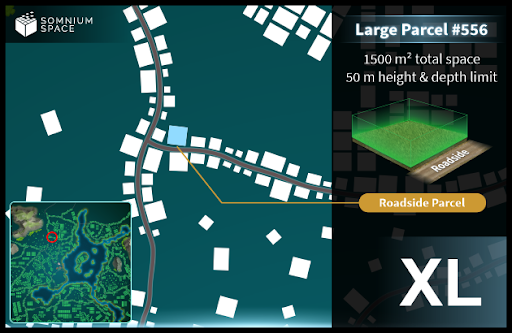 SOMNIUM
SPACE
Large Parcel #556
1500 m² total space
50 m height & depth limit
Roadside
Roadside Parcel
XL